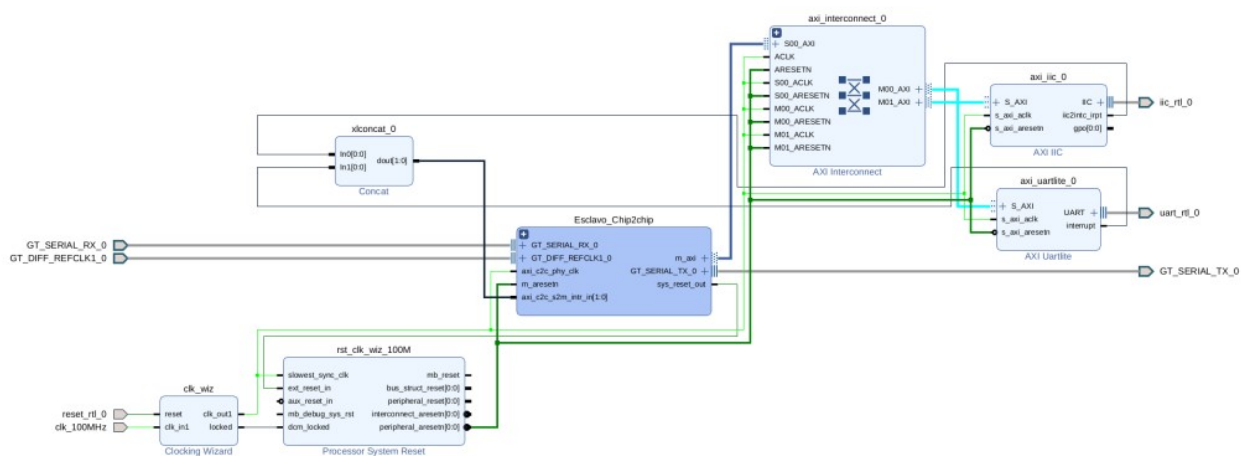 axi_interconnect_0
S00_AXI
ACLK
ARESETN
S00_ACLK
S00_ARESETN
M00_ACLK
M00_ARESETN
M01_ACLK
M01_ARESETN
M00_AXI
M01_AXI
AXI Interconnect
axi_iic_0
S_AXI
s_axi_aclk
s_axi_aresetn
IIC
iic2intc_irpt
gpo[0:0]
AXI IIC
iic_rtl_0
xlconcat_0
In0[0:0]
In1[0:0]
dout[1:0]
Concat
axi_uartlite_0
S_AXI
s_axi_aclk
s_axi_aresetn
UART
interrupt
AXI Uartlite
uart_rtl_0
Esclavo_Chip2chip
GT_SERIAL_RX_0
GT_DIFF_REFCLK1_0
GT_SERIAL_RX_0
GT_DIFF_REFCLK1_0
axi_c2c_phy_clk
m_aresetn
axi_c2c_s2m_intr_in[1:0]
m_axi
GT_SERIAL_TX_0
sys_reset_out
GT_SERIAL_TX_0
rst_clk_wiz_100M
slowest_sync_clk
ext_reset_in
aux_reset_in
mb_debug_sys_rst
dcm_locked
mb_reset
bus_struct_reset[0:0]
peripheral_reset[0:0]
interconnect_aresetn[0:0]
peripheral_aresetn[0:0]
Processor System Reset
clk_wiz
reset_rtl_0
clk_100MHz
reset
clk_in1
clk_out1
locked
Clocking Wizard